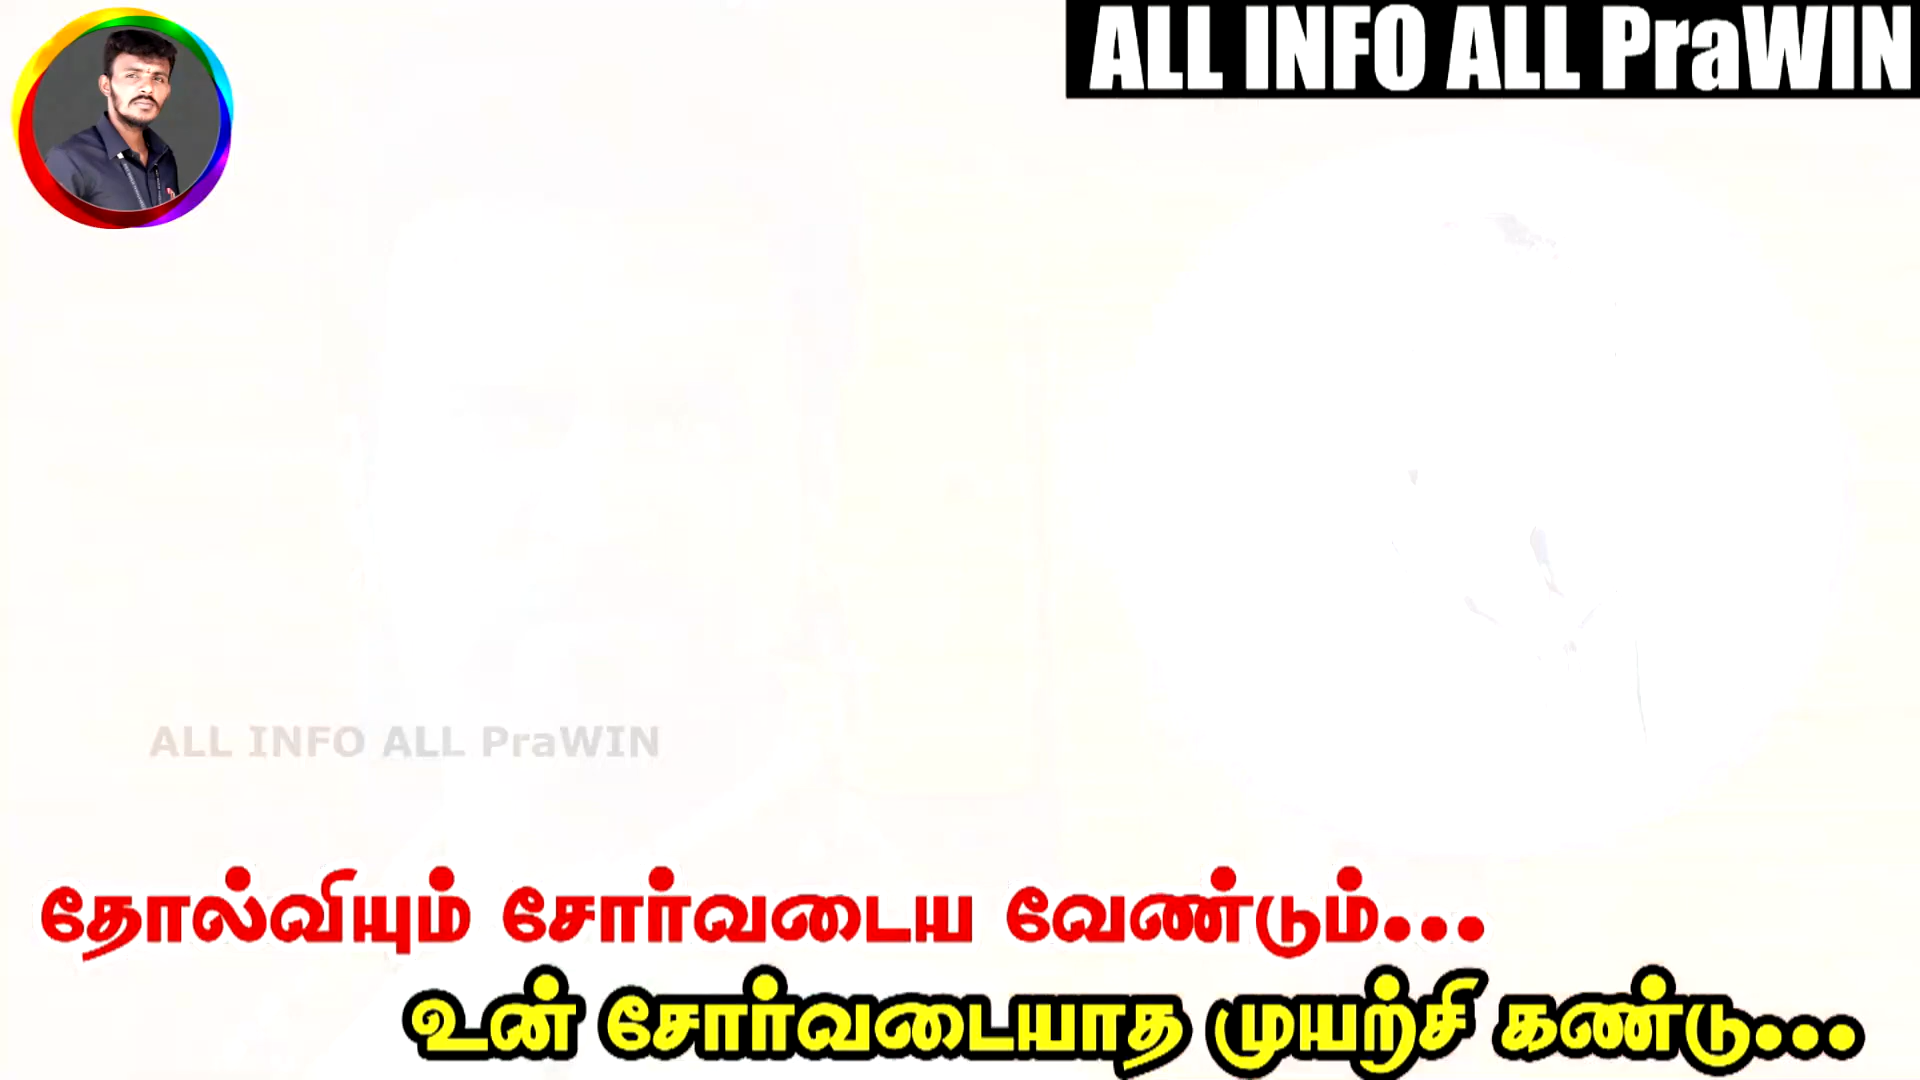 ALL INFO ALL PraWIN
ALL INFO ALL PraWIN
தோல்வியும் சோர்வடைய வேண்டும்...
உன் சோர்வடையாத முயற்சி கண்டு...